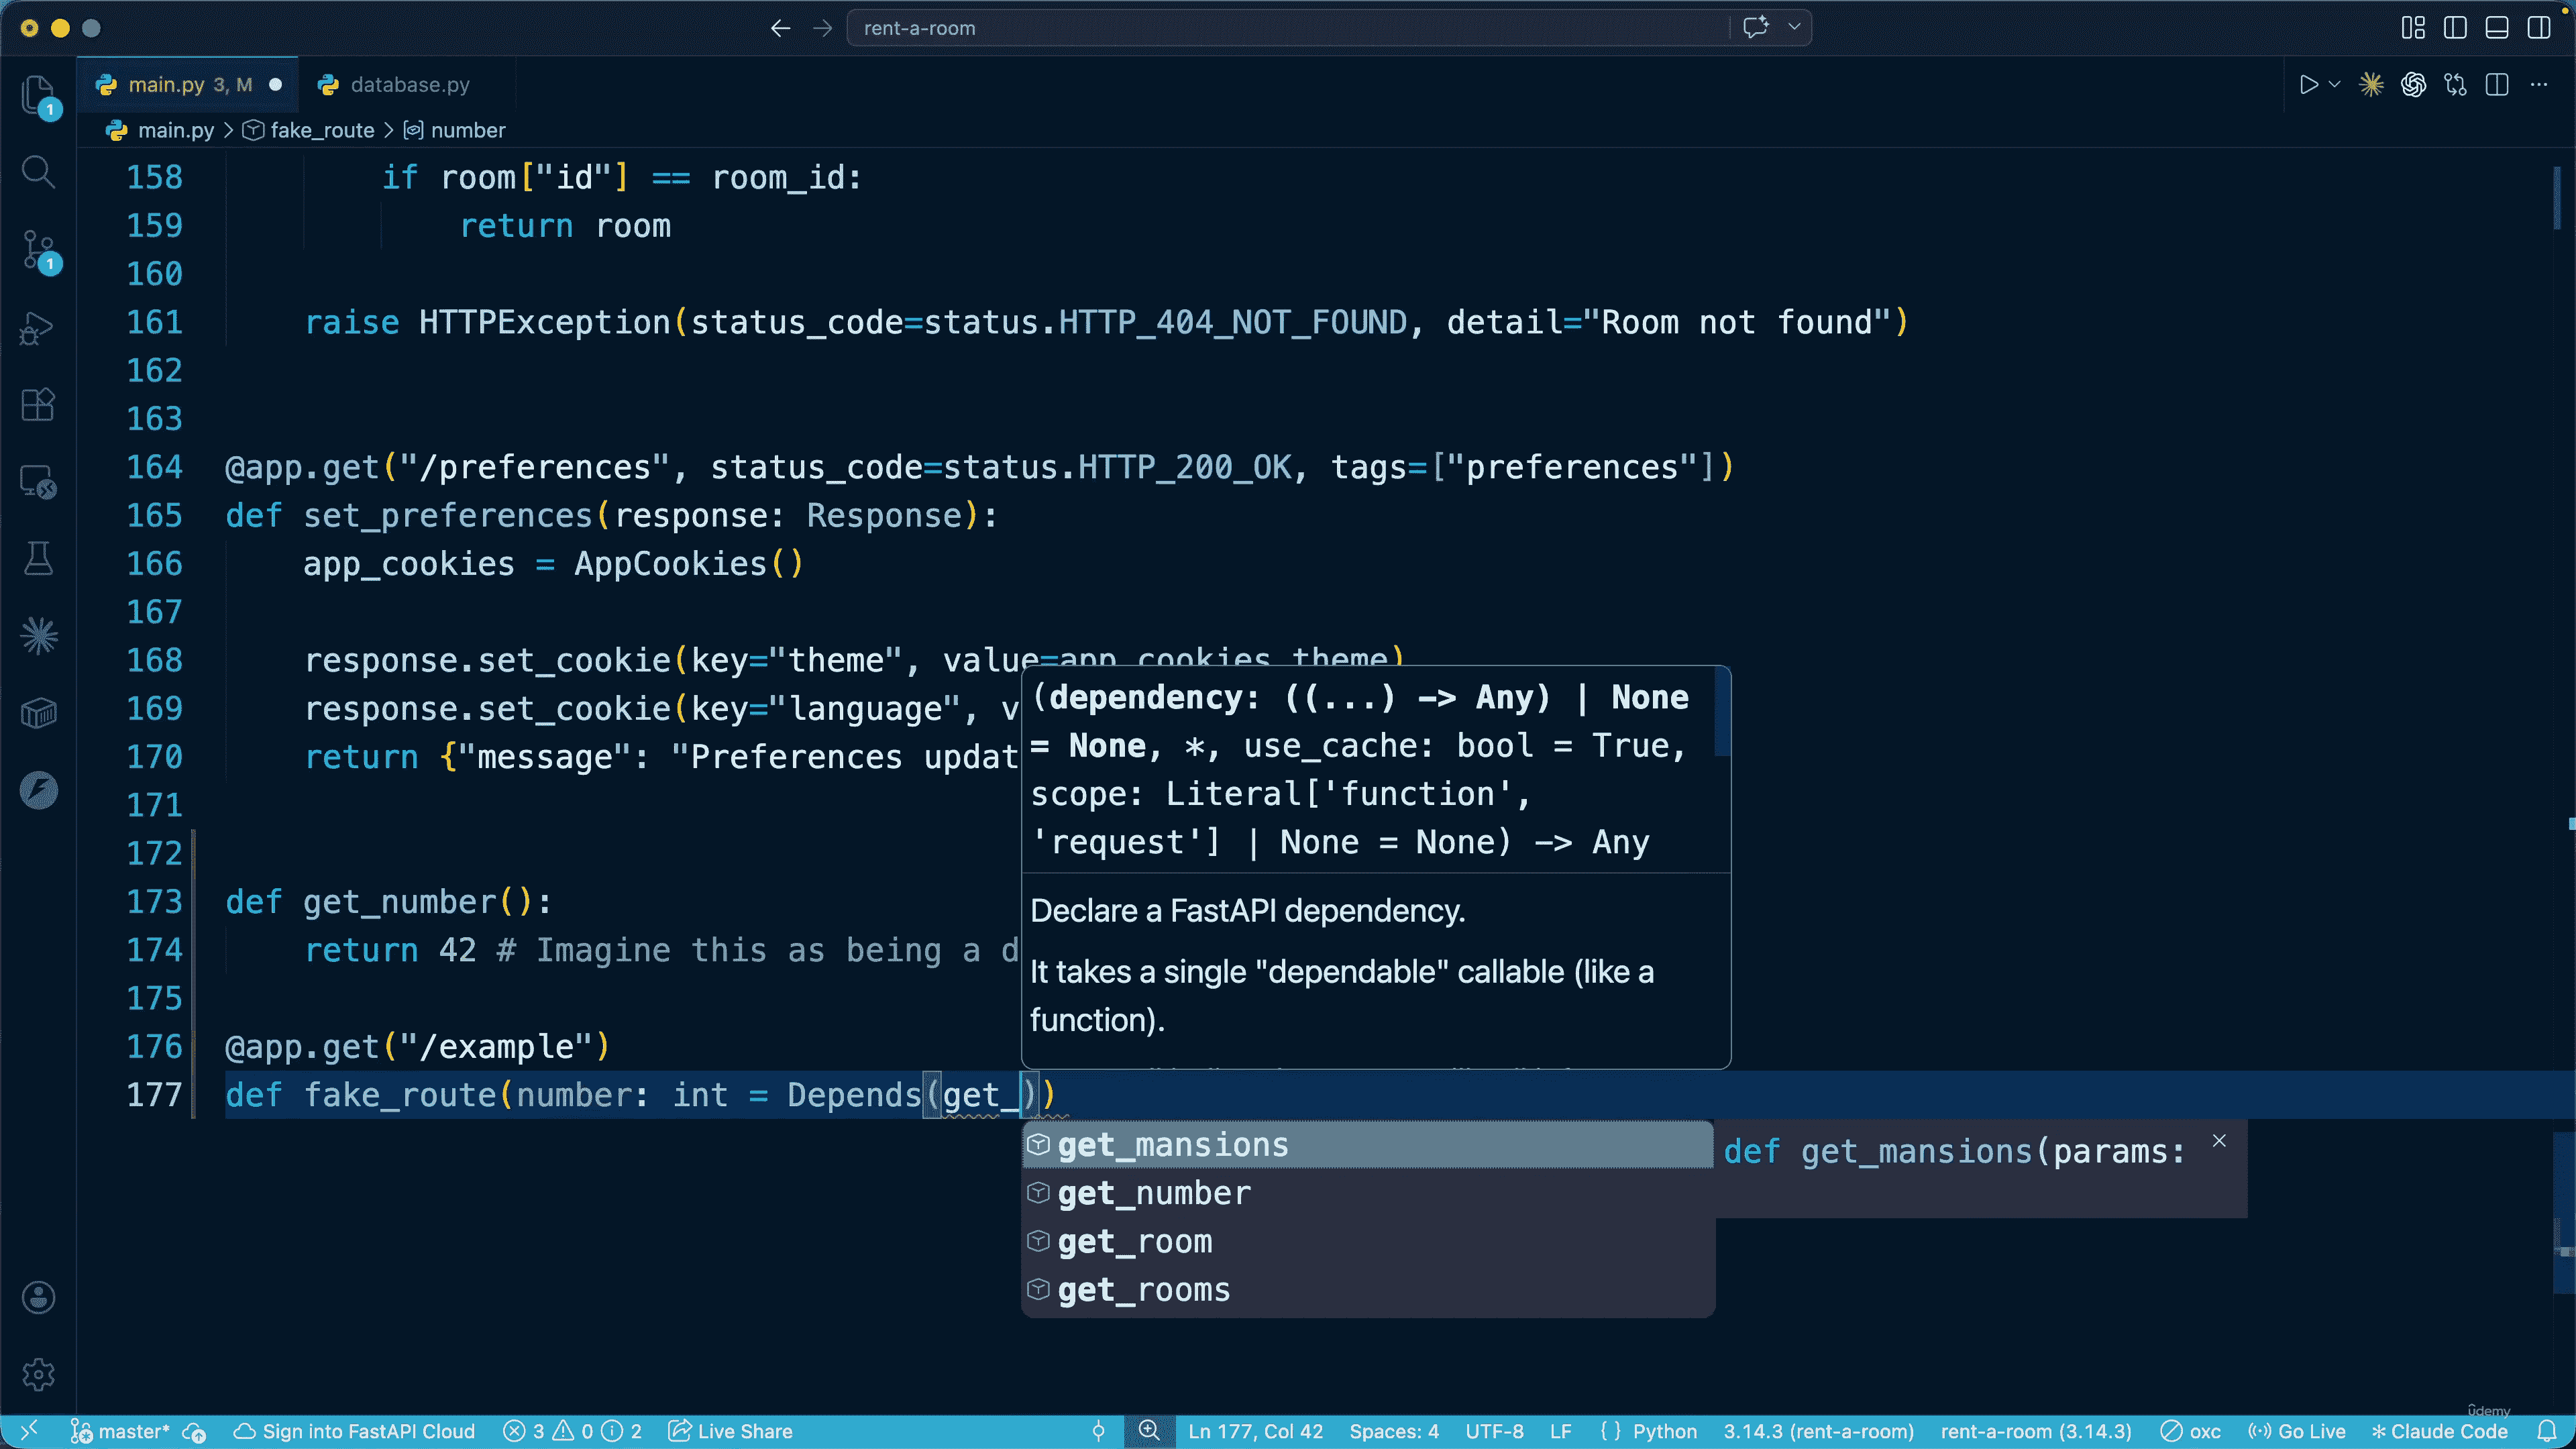 rent-a-room
main.py 3, M
database.py
main.py > fake_route > number
1
1
158 if room["id"] == room_id:
159 return room
160
161 raise HTTPException(status_code=status.HTTP_404_NOT_FOUND, detail="Room not found")
162
163
164 @app.get("/preferences", status_code=status.HTTP_200_OK, tags=["preferences"])
165 def set_preferences(response: Response):
166 app_cookies = AppCookies()
167
168 response.set_cookie(key="theme", value=app_cookies.theme)
169 response.set_cookie(key="language", v
170 return {"message": "Preferences updat
171
172
173 def get_number():
174 return 42 # Imagine this as being a d
175
176 @app.get("/example")
177 def fake_route(number: int = Depends(get_))
(dependency: ((...) -> Any) | None
= None, *, use_cache: bool = True,
scope: Literal['function',
'request'] | None = None) -> Any
Declare a FastAPI dependency.
It takes a single "dependable" callable (like a
function).
get_mansions
get_number
get_room
get_rooms
def get_mansions(params:
ûdemy
master* Sign into FastAPI Cloud 3 0 2 Live Share Ln 177, Col 42 Spaces: 4 UTF-8 LF { } Python 3.14.3 (rent-a-room) rent-a-room (3.14.3) oxc Go Live Claude Code